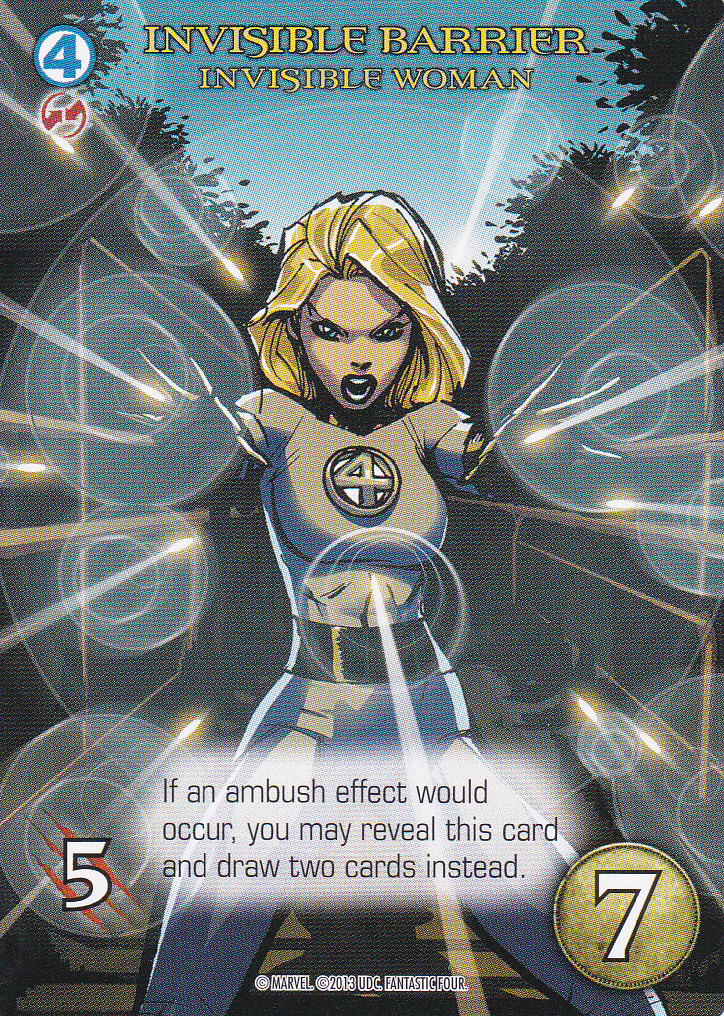 4
INVISIBLE BARRIER
INVISIBLE WOMAN
4
If an ambush effect would
occur, you may reveal this card
and draw two cards instead.
5
7
© MARVEL. ©2013 UDC. FANTASTIC FOUR.